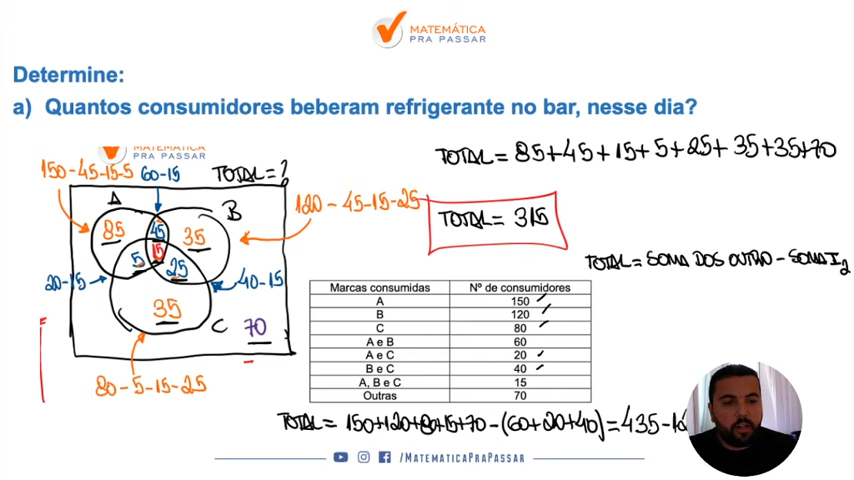 MATEMÁTICA
PRA PASSAR
Determine:
a) Quantos consumidores beberam refrigerante no bar, nesse dia?
MATEMÁTICA
PRA PASSAR
150-45-15-5 60-15 TOTAL = ?
TOTAL = 85+45+15+5+25+35+35+70
A
B
120-45-15-25
85 45 35
15
5 25
20-15
40-15
35
C
70
80-5-15-25
TOTAL = 315
TOTAL = SOMA DOS OUTRO - SOMA I2
Marcas consumidas Nº de consumidores
A 150
B 120
C 80
A e B 60
A e C 20
B e C 40
A, B e C 15
Outras 70
TOTAL = 150+120+80+15+70-(60+20+40) = 435-12
/MATEMATICAPRAPASSAR